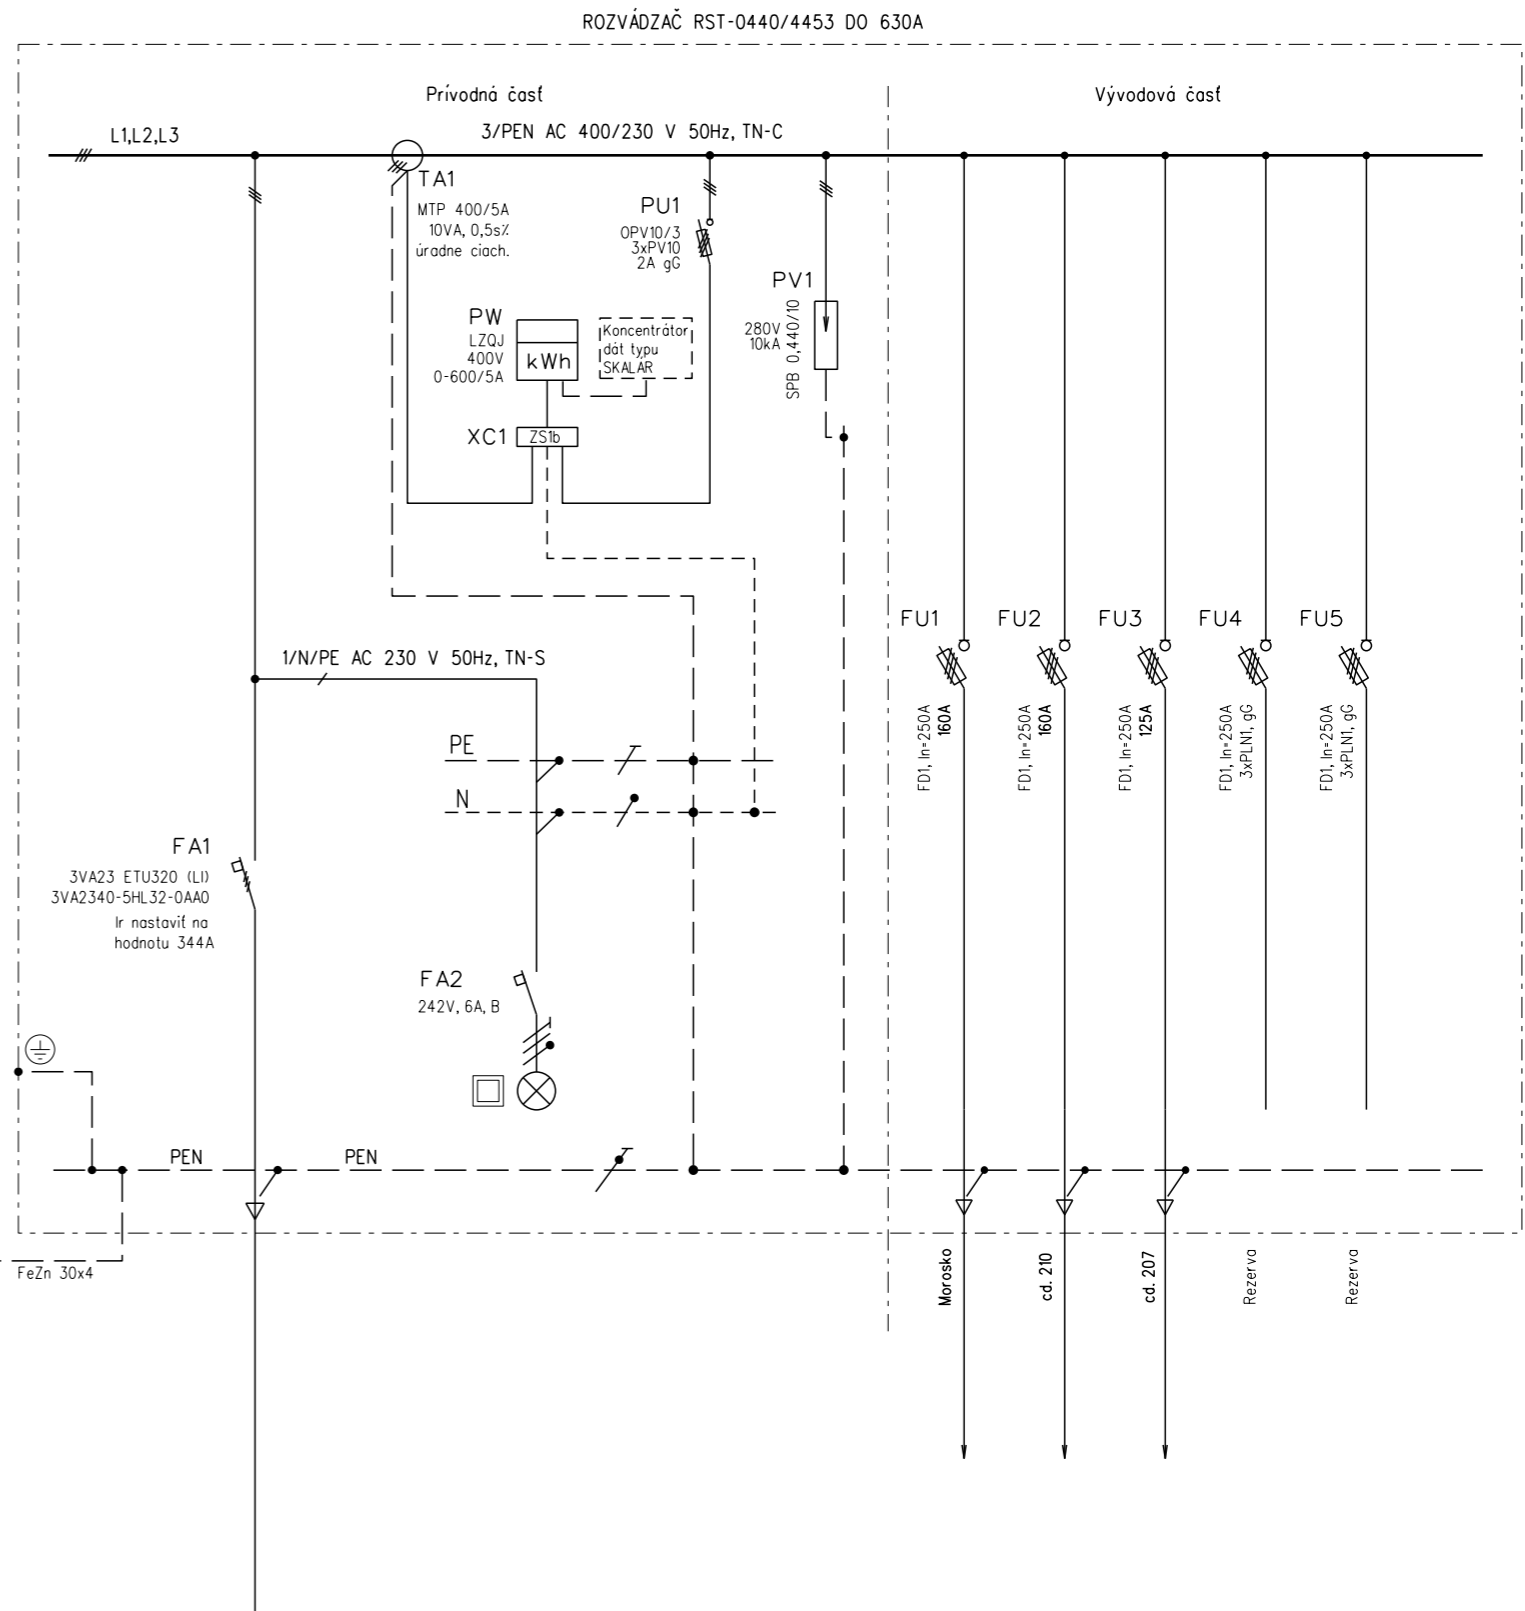 ROZVÁDZAČ RST-0440/4453 DO 630A
Prívodná časť
Vývodová časť
L1,L2,L3
3/PEN AC 400/230 V 50Hz, TN-C
TA1
MTP 400/5A
10VA, 0,5s%
úradne ciach.
PU1
OPV10/3
3xPV10
2A gG
PV1
280V
10kA
SPB 0,440/10
PW
LZQJ
400V
0-600/5A
kWh
Koncentrátor
dát typu
SKALAR
XC1
ZS1b
FU1
FU2
FU3
FU4
FU5
FD1, In=250A
160A
FD1, In=250A
160A
FD1, In=250A
125A
FD1, In=250A
3xPLN1, gG
FD1, In=250A
3xPLN1, gG
1/N/PE AC 230 V 50Hz, TN-S
PE
N
FA1
3VA23 ETU320 (LI)
3VA2340-5HL32-0AA0
Ir nastaviť na
hodnotu 344A
FA2
242V, 6A, B
PEN
PEN
FeZn 30x4
Morosko
cd. 210
cd. 207
Rezerva
Rezerva